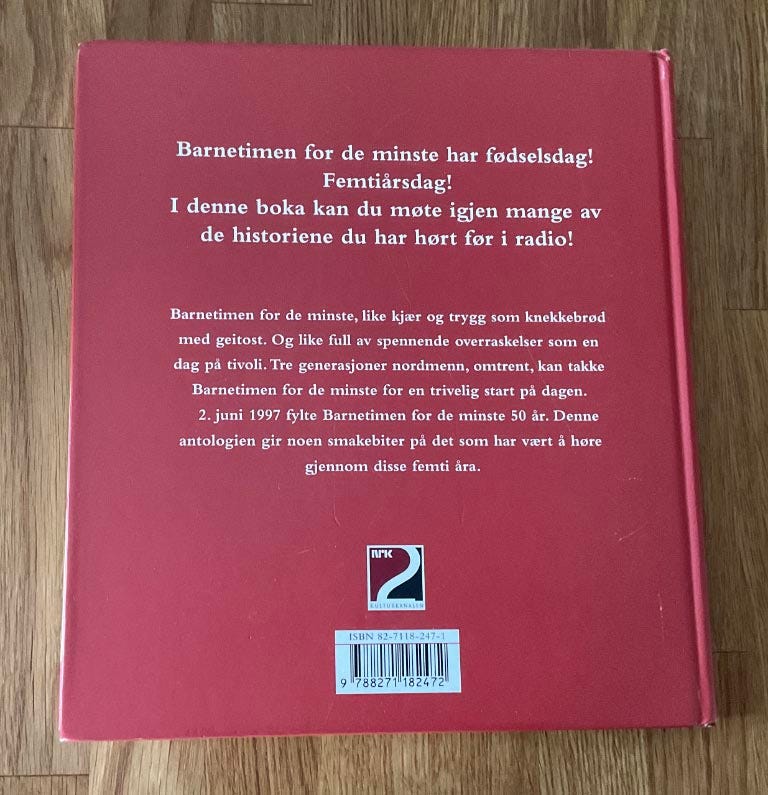 Barnetimen for de minste har fødselsdag!
Femtiårsdag!
I denne boka kan du møte igjen mange av
de historiene du har hørt før i radio!
Barnetimen for de minste, like kjær og trygg som knekkebrød
med geitost. Og like full av spennende overraskelser som en
dag på tivoli. Tre generasjoner nordmenn, omtrent, kan takke
Barnetimen for de minste for en trivelig start på dagen.
2. juni 1997 fylte Barnetimen for de minste 50 år. Denne
antologien gir noen smakebiter på det som har vært å høre
gjennom disse femti åra.
NRK
2
KULTURKANALEN
ISBN 82-7118-247-1
9 788271 182472